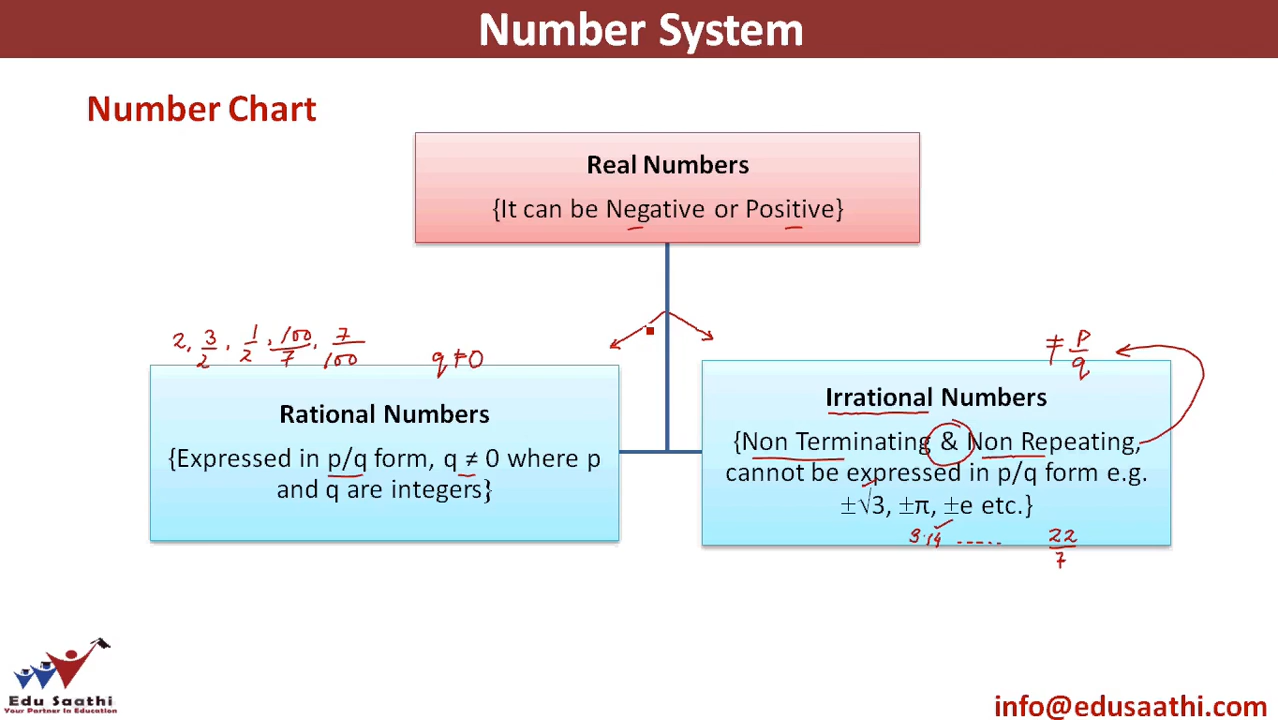 Number System
Number Chart
Real Numbers
{It can be Negative or Positive}
2, 3/2, 1/2, 100/7, 7/100
q ≠ 0
≠ p/q
Rational Numbers
{Expressed in p/q form, q ≠ 0 where p
and q are integers}
Irrational Numbers
{Non Terminating & Non Repeating,
cannot be expressed in p/q form e.g.
±√3, ±π, ±e etc.}
3.14 ...... 22/7
Edu Saathi
Your Partner in Education
info@edusaathi.com